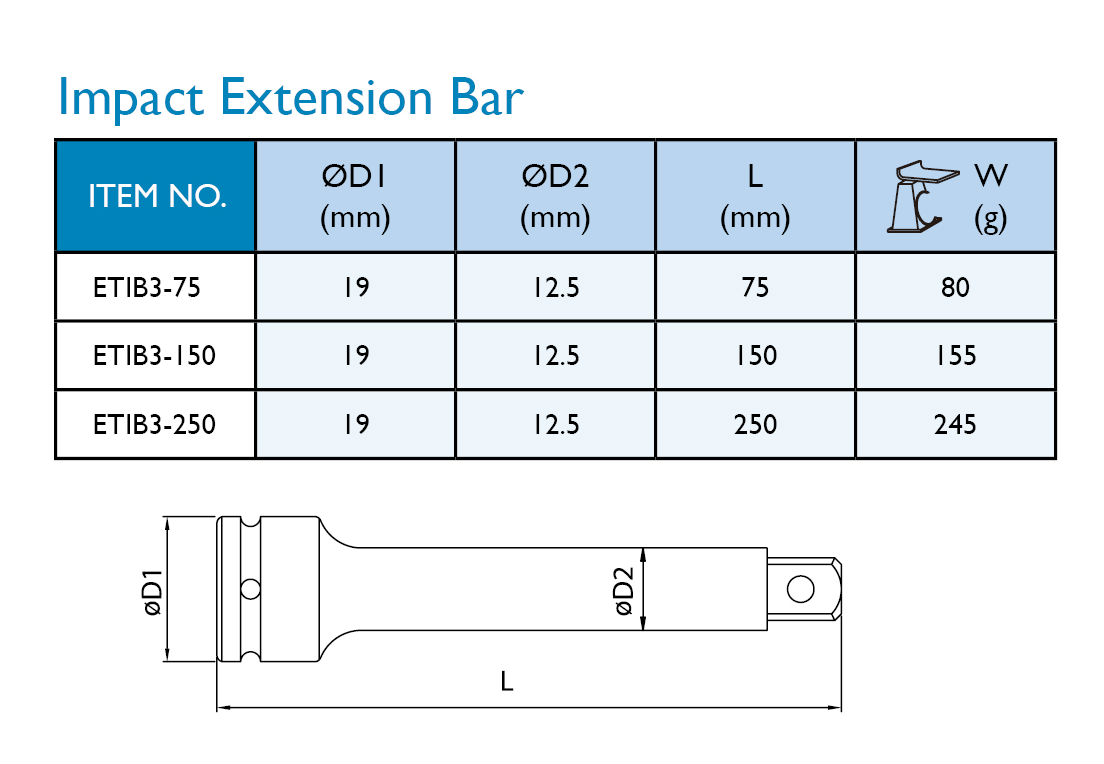 Impact Extension Bar
ITEM NO. ØD1 (mm) ØD2 (mm) L (mm) W (g)
ETIB3-75 19 12.5 75 80
ETIB3-150 19 12.5 150 155
ETIB3-250 19 12.5 250 245
øD1
øD2
L